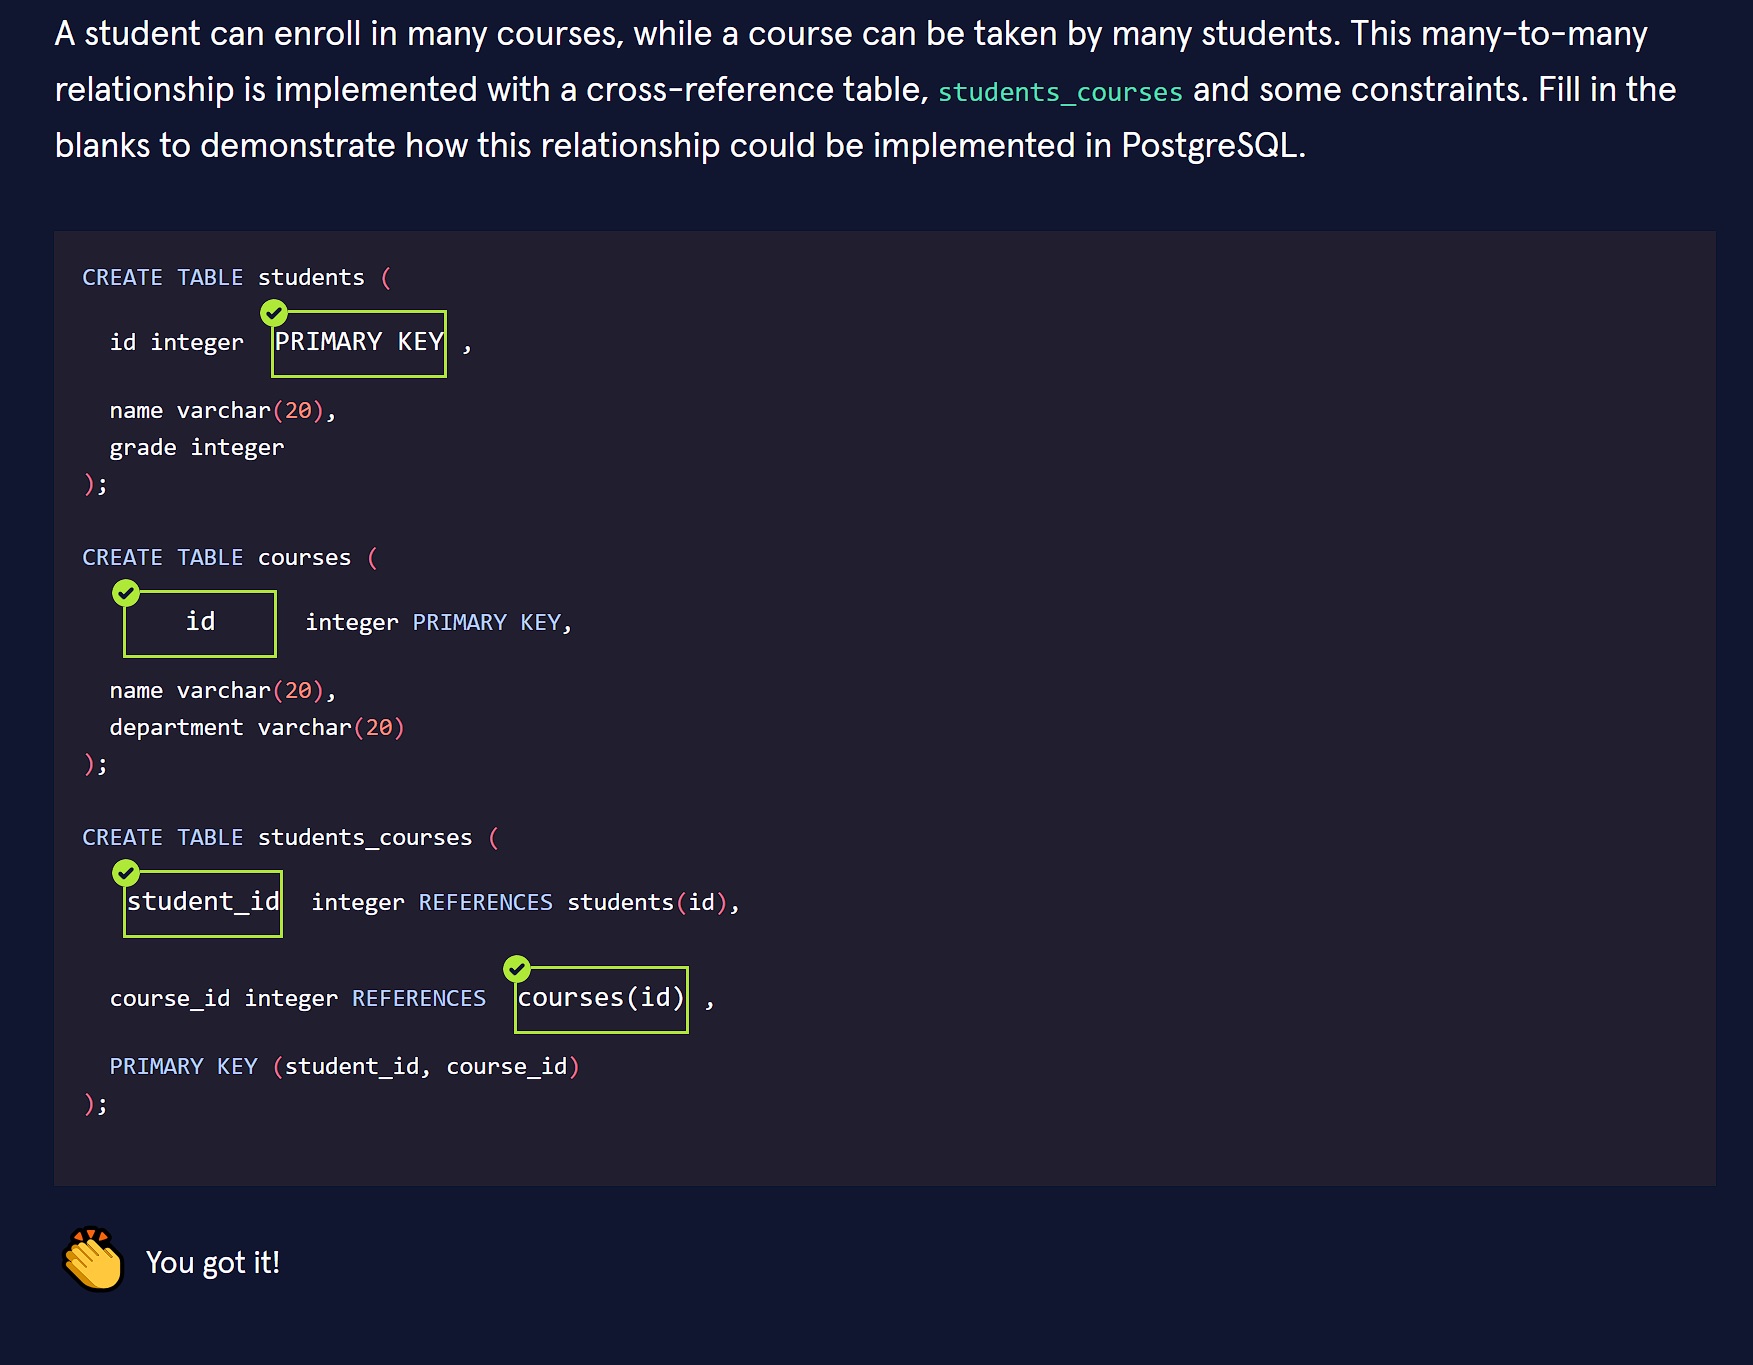 A student can enroll in many courses, while a course can be taken by many students. This many-to-many
relationship is implemented with a cross-reference table, students_courses and some constraints. Fill in the
blanks to demonstrate how this relationship could be implemented in PostgreSQL.
CREATE TABLE students (
id integer PRIMARY KEY ,
name varchar(20),
grade integer
);
CREATE TABLE courses (
id integer PRIMARY KEY,
name varchar(20),
department varchar(20)
);
CREATE TABLE students_courses (
student_id integer REFERENCES students(id),
course_id integer REFERENCES courses(id) ,
PRIMARY KEY (student_id, course_id)
);
You got it!